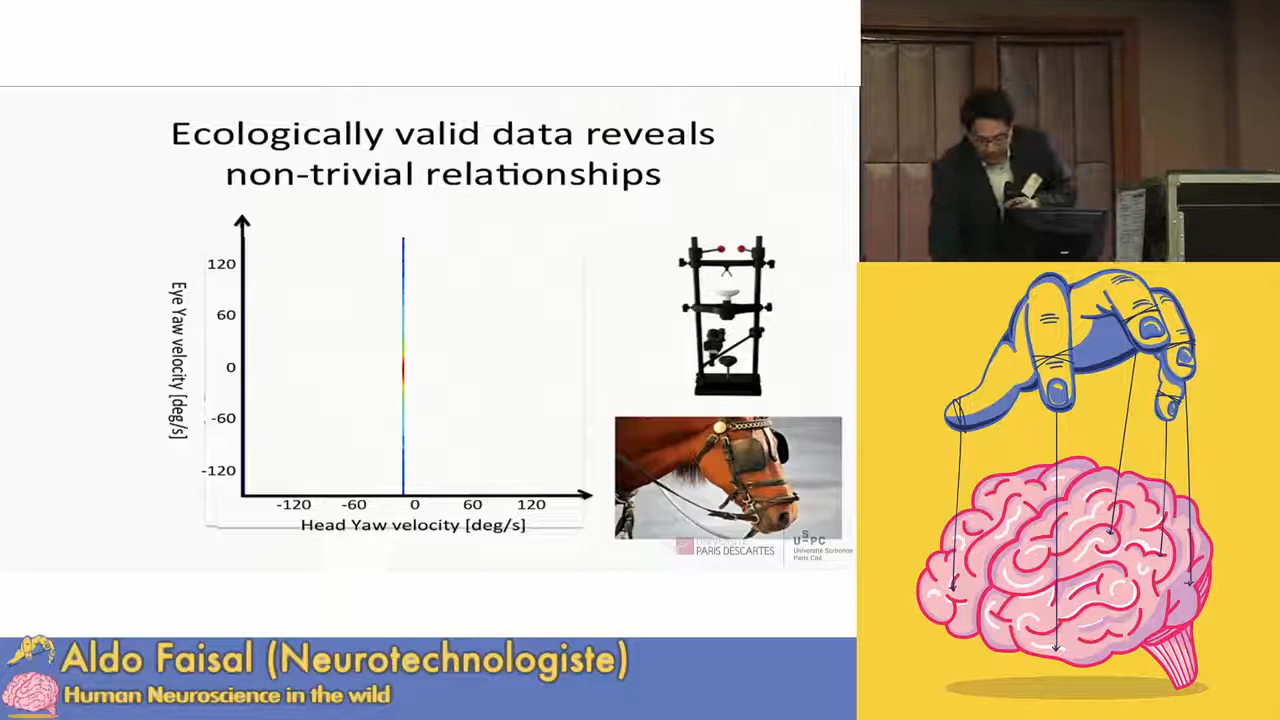 Ecologically valid data reveals
non-trivial relationships
Eye Yaw velocity [deg/s]
120
60
0
-60
-120
-120 -60 0 60 120
Head Yaw velocity [deg/s]
UNIVERSITÉ
PARIS DESCARTES
USPC
Université Sorbonne
Paris Cité
Aldo Faisal (Neurotechnologiste)
Human Neuroscience in the wild